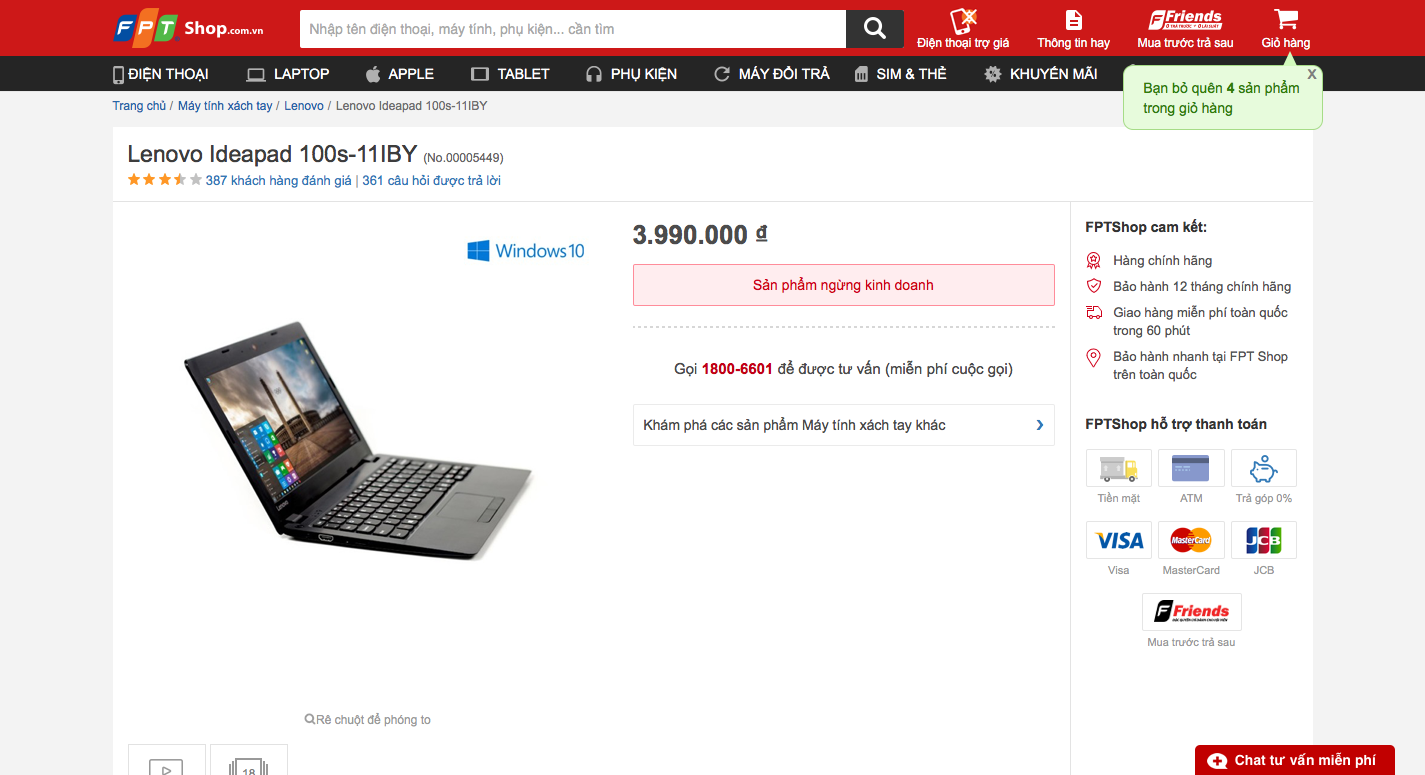 FPT Shop.com.vn
Nhập tên điện thoại, máy tính, phụ kiện... cần tìm
Điện thoại trợ giá
Thông tin hay
Friends
Mua trước trả sau
Giỏ hàng
ĐIỆN THOẠI
LAPTOP
APPLE
TABLET
PHỤ KIỆN
MÁY ĐỔI TRẢ
SIM & THẺ
KHUYẾN MÃI
X
Bạn bỏ quên 4 sản phẩm
trong giỏ hàng
Trang chủ / Máy tính xách tay / Lenovo / Lenovo Ideapad 100s-11IBY
Lenovo Ideapad 100s-11IBY (No.00005449)
387 khách hàng đánh giá | 361 câu hỏi được trả lời
Windows 10
Lenovo
3.990.000 ₫
Sản phẩm ngừng kinh doanh
Gọi 1800-6601 để được tư vấn (miễn phí cuộc gọi)
Khám phá các sản phẩm Máy tính xách tay khác
FPTShop cam kết:
Hàng chính hãng
Bảo hành 12 tháng chính hãng
Giao hàng miễn phí toàn quốc
trong 60 phút
Bảo hành nhanh tại FPT Shop
trên toàn quốc
FPTShop hỗ trợ thanh toán
Tiền mặt
ATM
Trả góp 0%
VISA
MasterCard
JCB
Visa
MasterCard
JCB
Friends
Mua trước trả sau
Rê chuột để phóng to
18
Chat tư vấn miễn phí